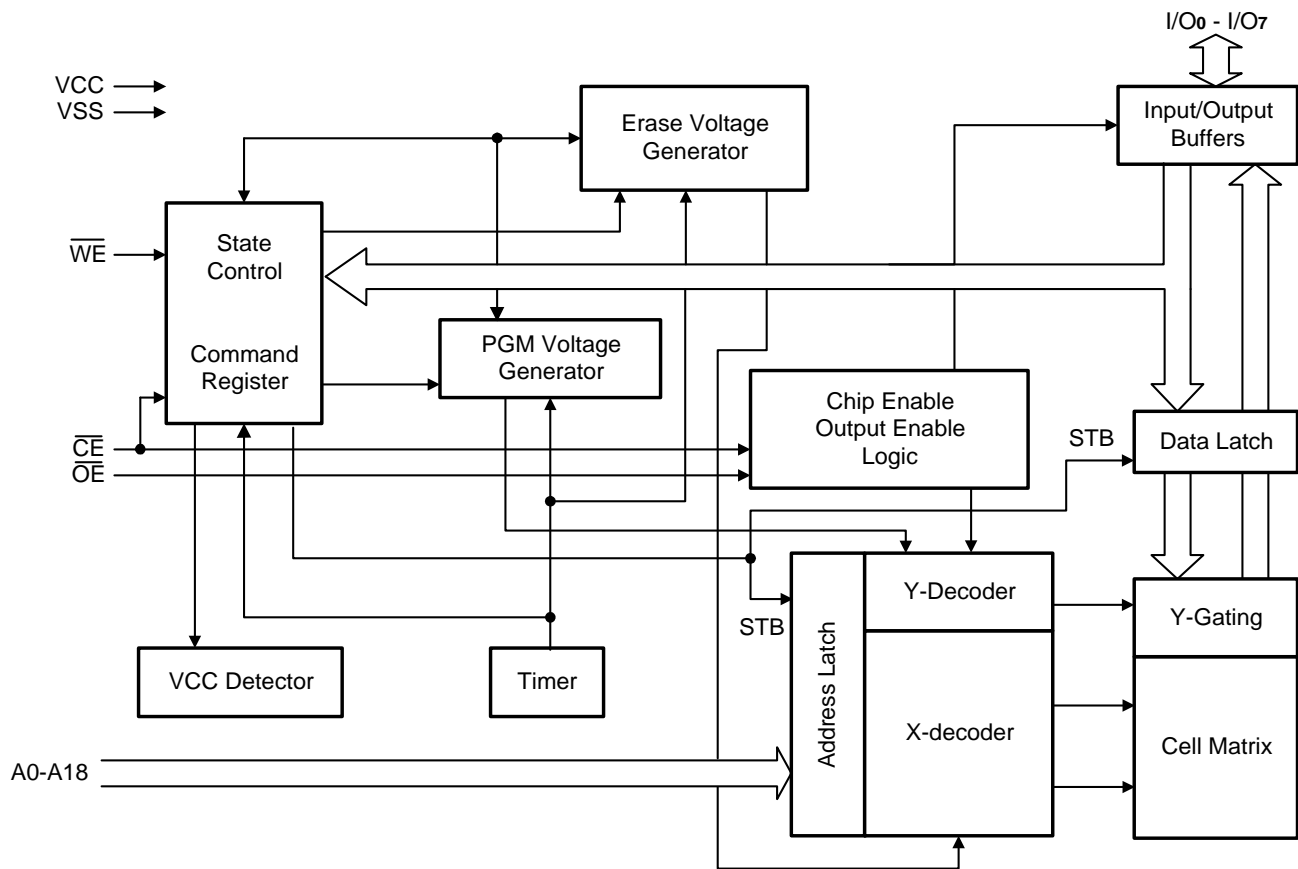 I/O0 - I/O7
VCC
VSS
Erase Voltage
Generator
Input/Output
Buffers
WE
State
Control
PGM Voltage
Generator
Command
Register
Chip Enable
Output Enable
Logic
CE
OE
STB
Data Latch
Y-Decoder
STB
Y-Gating
VCC Detector
Timer
Address Latch
X-decoder
Cell Matrix
A0-A18